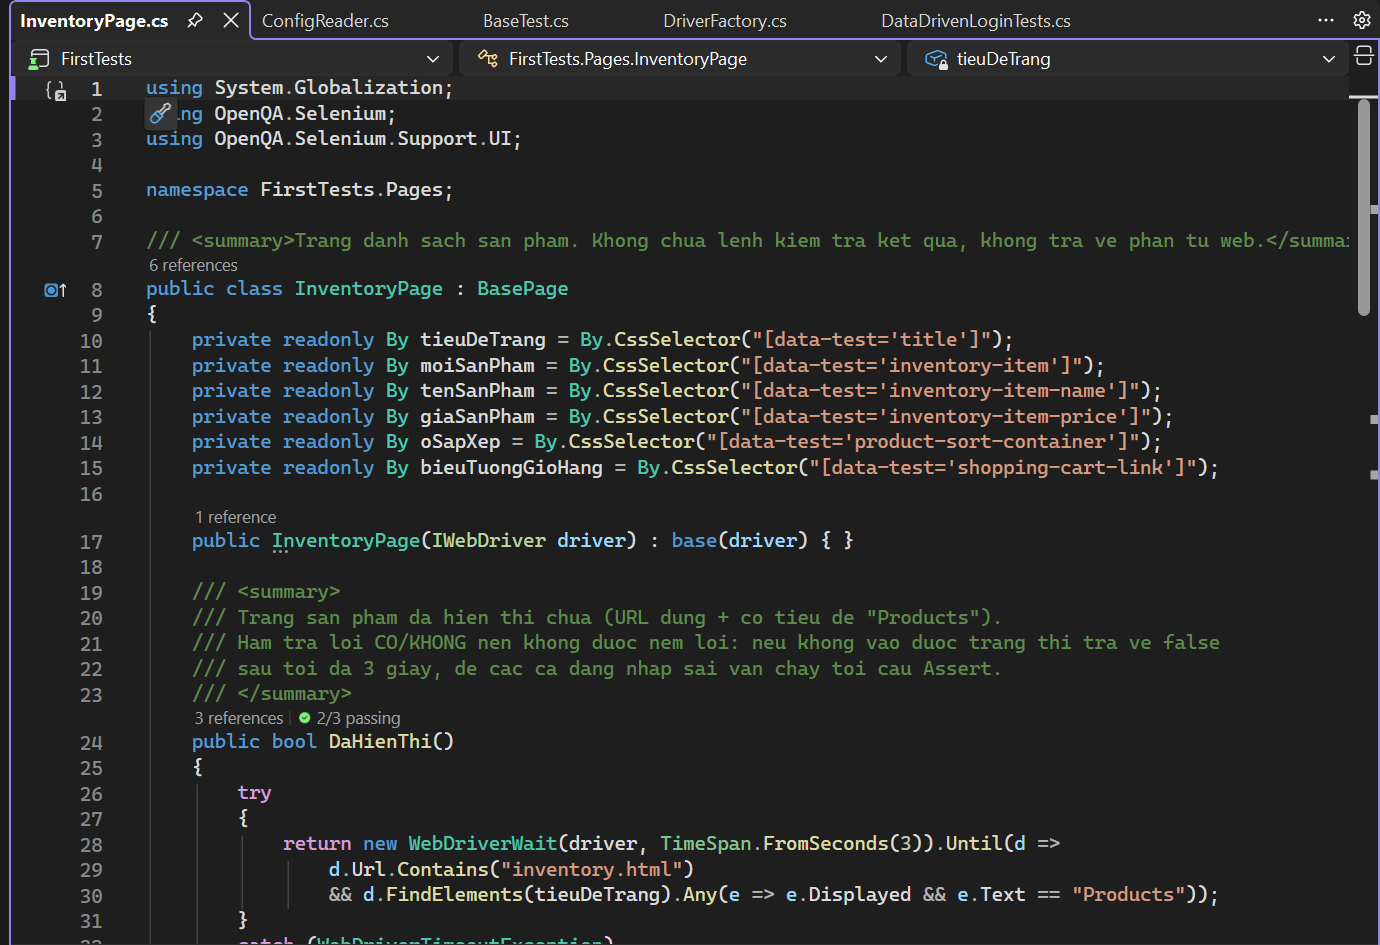 InventoryPage.cs ConfigReader.cs BaseTest.cs DriverFactory.cs DataDrivenLoginTests.cs
FirstTests FirstTests.Pages.InventoryPage tieuDeTrang
1 using System.Globalization;
2 ng OpenQA.Selenium;
3 using OpenQA.Selenium.Support.UI;
4
5 namespace FirstTests.Pages;
6
7 /// <summary>Trang danh sach san pham. Khong chua lenh kiem tra ket qua, khong tra ve phan tu web.</summar
6 references
8 public class InventoryPage : BasePage
9 {
10 private readonly By tieuDeTrang = By.CssSelector("[data-test='title']");
11 private readonly By moiSanPham = By.CssSelector("[data-test='inventory-item']");
12 private readonly By tenSanPham = By.CssSelector("[data-test='inventory-item-name']");
13 private readonly By giaSanPham = By.CssSelector("[data-test='inventory-item-price']");
14 private readonly By oSapXep = By.CssSelector("[data-test='product-sort-container']");
15 private readonly By bieuTuongGioHang = By.CssSelector("[data-test='shopping-cart-link']");
16
1 reference
17 public InventoryPage(IWebDriver driver) : base(driver) { }
18
19 /// <summary>
20 /// Trang san pham da hien thi chua (URL dung + co tieu de "Products").
21 /// Ham tra loi CO/KHONG nen khong duoc nem loi: neu khong vao duoc trang thi tra ve false
22 /// sau toi da 3 giay, de cac ca dang nhap sai van chay toi cau Assert.
23 /// </summary>
3 references 2/3 passing
24 public bool DaHienThi()
25 {
26 try
27 {
28 return new WebDriverWait(driver, TimeSpan.FromSeconds(3)).Until(d =>
29 d.Url.Contains("inventory.html")
30 && d.FindElements(tieuDeTrang).Any(e => e.Displayed && e.Text == "Products"));
31 }
32 catch (WebDriverTimeoutException)